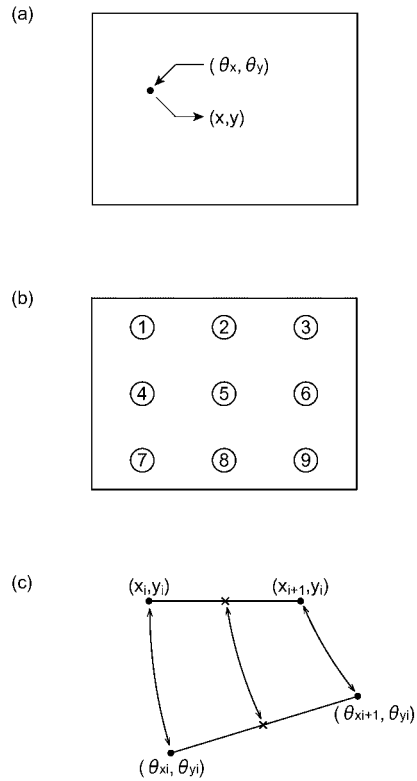 (a)
(θx, θy)
(x,y)
(b)
1 2 3
4 5 6
7 8 9
(c)
(xi,yi) (xi+1,yi)
(θxi+1, θyi)
(θxi, θyi)